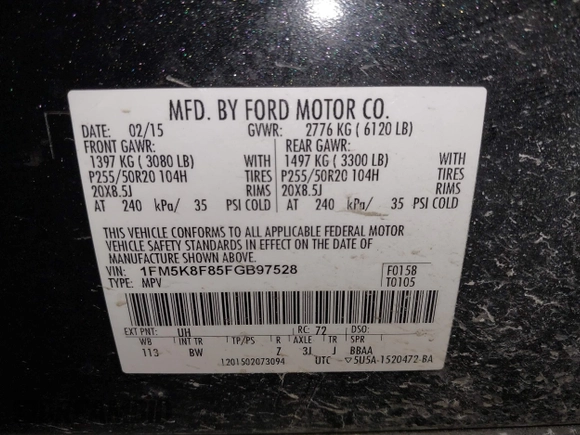 MFD. BY FORD MOTOR CO.
DATE: 02/15 GVWR: 2776 KG ( 6120 LB)
FRONT GAWR: REAR GAWR:
1397 KG ( 3080 LB) WITH 1497 KG ( 3300 LB) WITH
P255/50R20 104H TIRES P255/50R20 104H TIRES
20X8.5J RIMS 20X8.5J RIMS
AT 240 kPa/ 35 PSI COLD AT 240 kPa/ 35 PSI COLD
THIS VEHICLE CONFORMS TO ALL APPLICABLE FEDERAL MOTOR
VEHICLE SAFETY STANDARDS IN EFFECT ON THE DATE OF
MANUFACTURE SHOWN ABOVE.
VIN: 1FM5K8F85FGB97528 F0158
TYPE: MPV T0105
EXT PNT: UH RC: 72 DSO:
WB INT TR TP/PS R AXLE TR SPR
113 BW Z 3J J BBAA
1201502073094 UTC ▽5U5A-1520472-BA